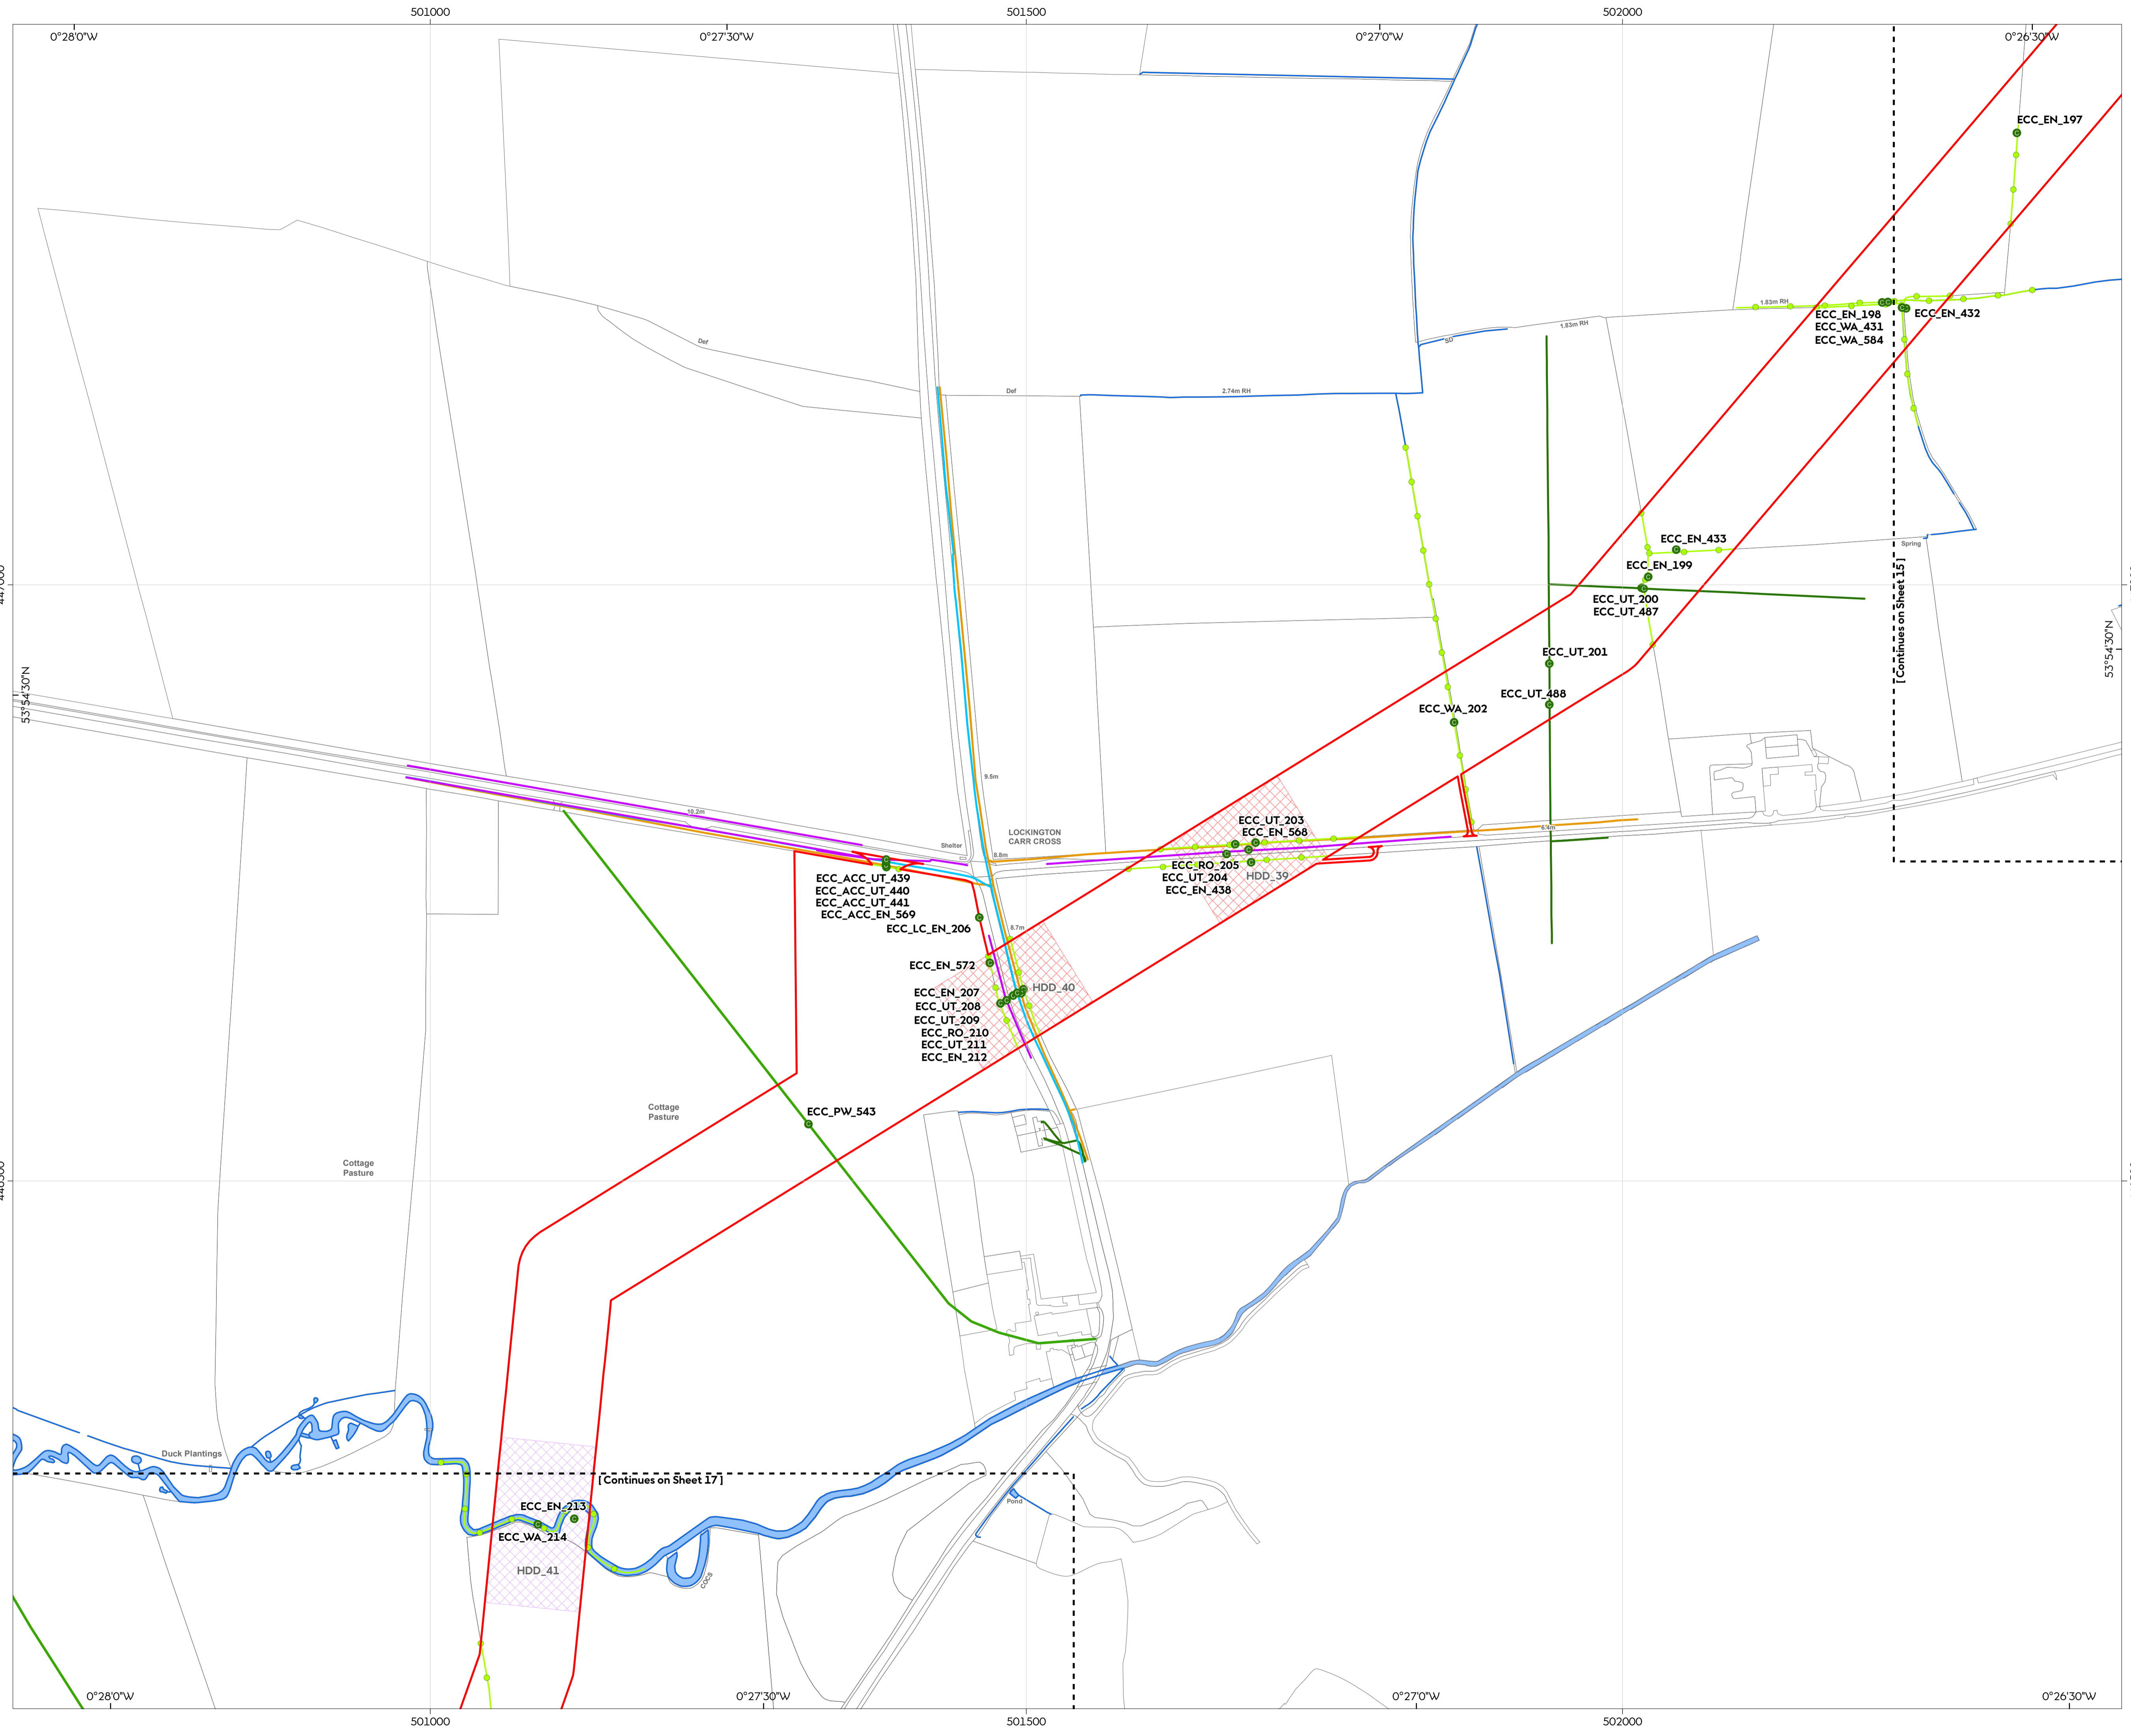 501000
501500
502000
0°28'0"W
0°27'30"W
0°27'0"W
0°26'30"W
ECC_EN_197
1.83m RH
ECC_EN_198
ECC_EN_432
ECC_WA_431
ECC_WA_584
1.83m RH
SD
Def
Def
2.74m RH
ECC_EN_433
Spring
ECC_EN_199
[ Continues on Sheet 15 ]
ECC_UT_200
ECC_UT_487
ECC_UT_201
53°54'30"N
53°54'30"N
ECC_UT_488
ECC_WA_202
9.5m
10.2m
ECC_UT_203
LOCKINGTON
CARR CROSS
ECC_EN_568
6.4m
Shelter
8.8m
ECC_RO_205
ECC_UT_204
HDD_39
ECC_EN_438
ECC_ACC_UT_439
ECC_ACC_UT_440
ECC_ACC_UT_441
ECC_ACC_EN_569
ECC_LC_EN_206
8.7m
ECC_EN_572
HDD_40
ECC_EN_207
ECC_UT_208
ECC_UT_209
ECC_RO_210
ECC_UT_211
ECC_EN_212
Cottage
Pasture
ECC_PW_543
Cottage
Pasture
Duck Plantings
[ Continues on Sheet 17 ]
Pond
ECC_EN_213
ECC_WA_214
HDD_41
COCS
0°28'0"W
0°27'30"W
0°27'0"W
0°26'30"W
501000
501500
502000